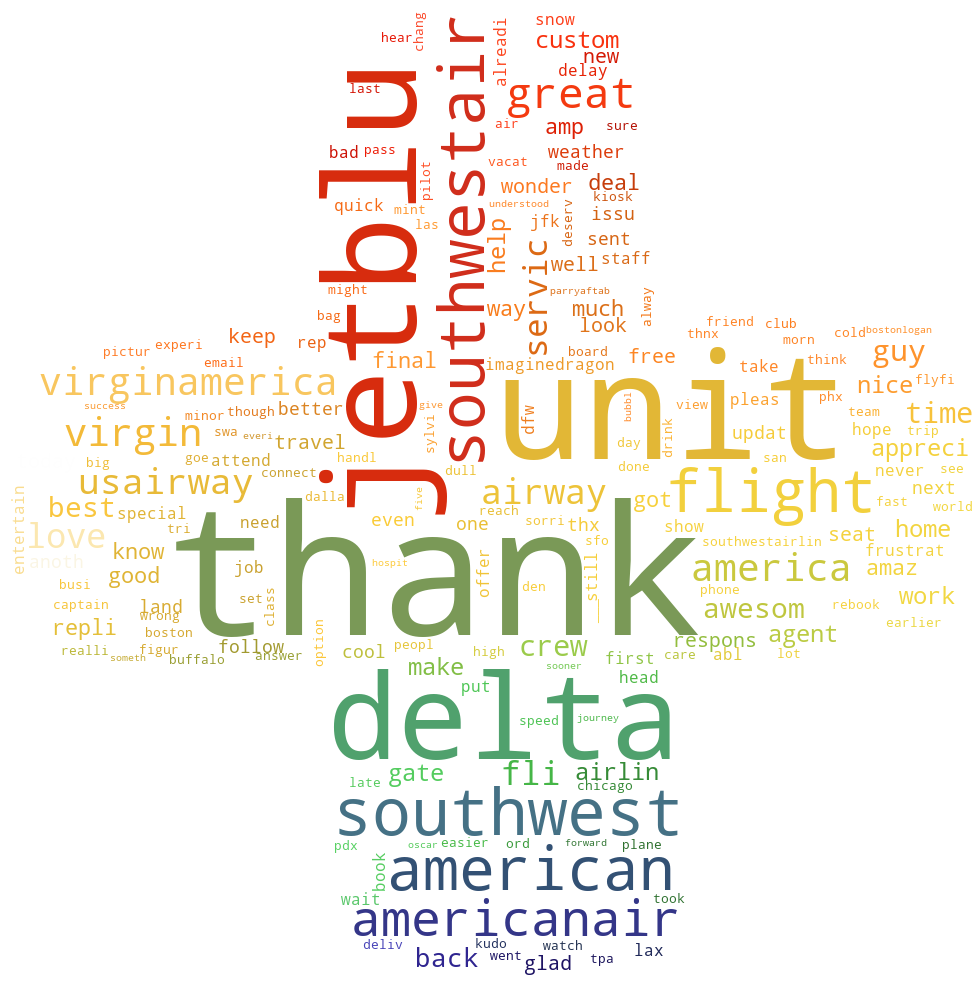 hear
chang
snow
custom
new
alreadi
southwestair
jetblu
last
delay
great
air
amp
sure
bad
pass
vacat
weather
made
pilot
wonder
deal
quick
mint
understood
kiosk
las
jfk
deserv
issu
help
servic
sent
well
staff
might
parryaftab
alway
bag
way
much
look
friend
club
cold
bostonlogan
pictur
experi
keep
rep
thnx
morn
guy
email
final
imaginedragon
board
free
take
think
virginamerica
unit
nice
flyfi
success
minor
though
better
give
bubbl
view
pleas
phx
team
time
virgin
swa
everi
travel
sylvi
dfw
day
drink
updat
hope
trip
appreci
big
goe
attend
handl
dull
done
san
never
see
usairway
connect
airway
got
flight
next
entertain
best
special
dalla
five
reach
fast
world
tri
need
even
one
sorri
thx
show
seat
home
love
know
thank
sfo
southwestairlin
frustrat
anoth
good
job
hospit
offer
__still
america
amaz
busi
den
phone
captain
land
set
class
awesom
rebook
work
wrong
earlier
repli
boston
option
respons
agent
realli
figur
follow
cool
peopl
crew
someth
buffalo
answer
high
first
care
abl
lot
make
sooner
head
put
delta
speed
journey
gate
fli
airlin
late
chicago
southwest
pdx
oscar
easier
ord
forward
plane
book
american
wait
took
americanair
deliv
kudo
watch
lax
back
went
glad
tpa